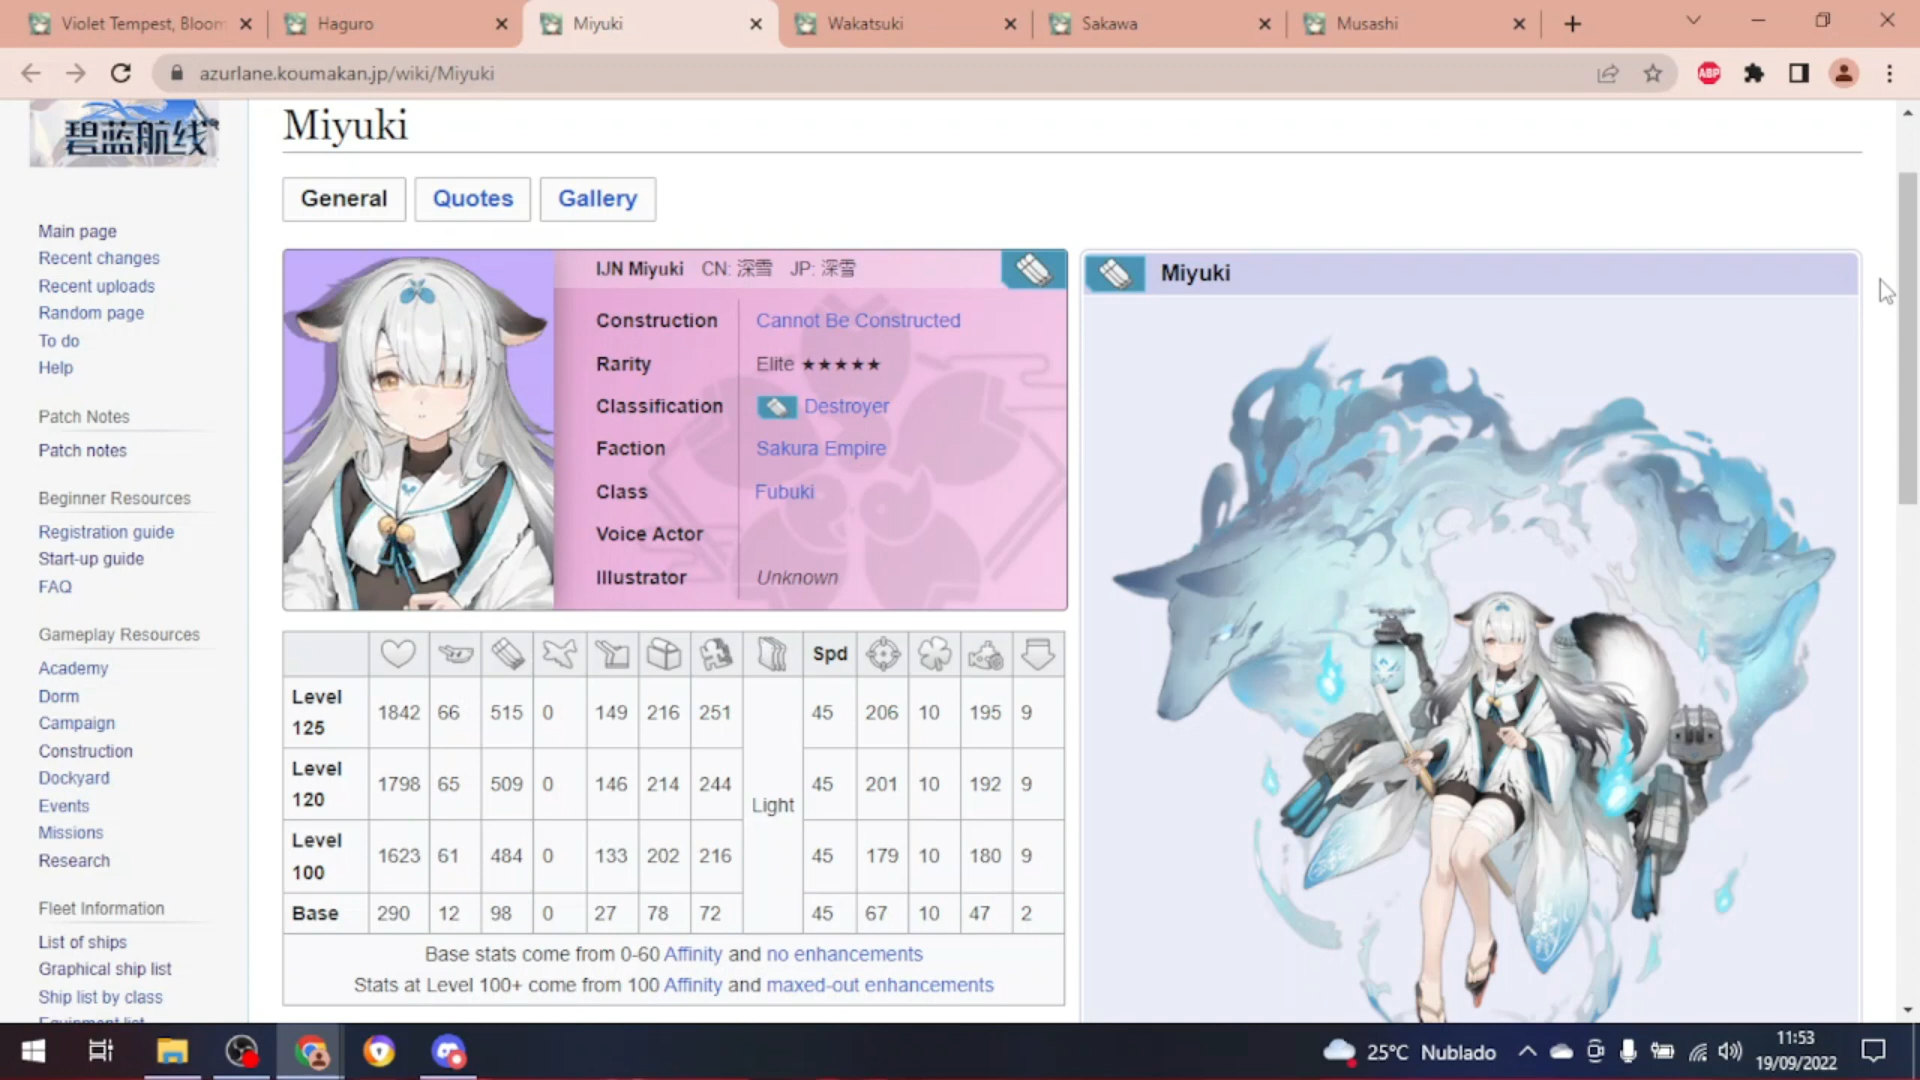 Violet Tempest, Bloom
Haguro
Miyuki
Wakatsuki
Sakawa
Musashi
azurlane.koumakan.jp/wiki/Miyuki
ABP
碧蓝航线
Miyuki
General
Quotes
Gallery
Main page
Recent changes
Recent uploads
Random page
To do
Help
Patch Notes
Patch notes
Beginner Resources
Registration guide
Start-up guide
FAQ
Gameplay Resources
Academy
Dorm
Campaign
Construction
Dockyard
Events
Missions
Research
Fleet Information
List of ships
Graphical ship list
Ship list by class
Equipment list
IJN Miyuki CN: 深雪 JP: 深雪
Construction Cannot Be Constructed
Rarity Elite ★★★★★
Classification Destroyer
Faction Sakura Empire
Class Fubuki
Voice Actor
Illustrator Unknown
Spd
Level 125 1842 66 515 0 149 216 251 45 206 10 195 9
Level 120 1798 65 509 0 146 214 244 Light 45 201 10 192 9
Level 100 1623 61 484 0 133 202 216 45 179 10 180 9
Base 290 12 98 0 27 78 72 45 67 10 47 2
Base stats come from 0-60 Affinity and no enhancements
Stats at Level 100+ come from 100 Affinity and maxed-out enhancements
Miyuki
25°C Nublado
11:53
19/09/2022